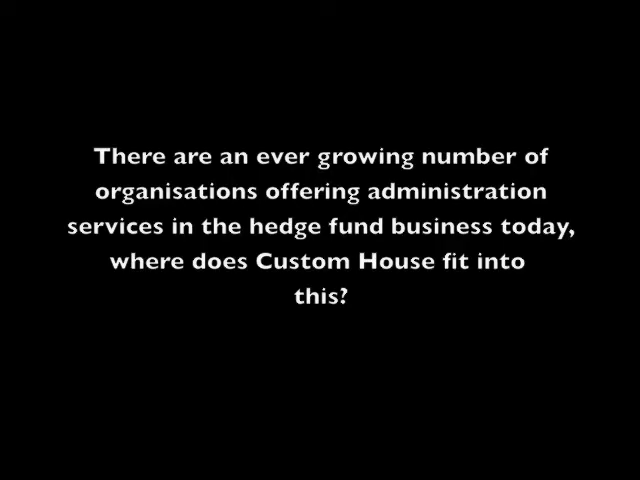 There are an ever growing number of
organisations offering administration
services in the hedge fund business today,
where does Custom House fit into
this?